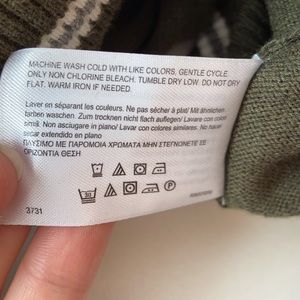 MACHINE WASH COLD WITH LIKE COLORS. GENTLE CYCLE.
ONLY NON CHLORINE BLEACH. TUMBLE DRY LOW. DO NOT DRY
FLAT. WARM IRON IF NEEDED.
Laver en séparant les couleurs. Ne pas sécher à plat/ Mit ähnlichen
farben waschen. Zum trocknen nicht flach auflegen/ Lavare con colori
simili. Non asciugare in piano/ Lavar con colores similares. No
secar extendido en plano
ΠΛΥΣΙΜΟ ΜΕ ΠΑΡΟΜΟΙΑ ΧΡΩΜΑΤΑ ΜΗΝ ΣΤΕΓΝΩΝΕΤΕ ΣΕ
ΟΡΙΖΟΝΤΙΑ ΘΕΣΗ
3731